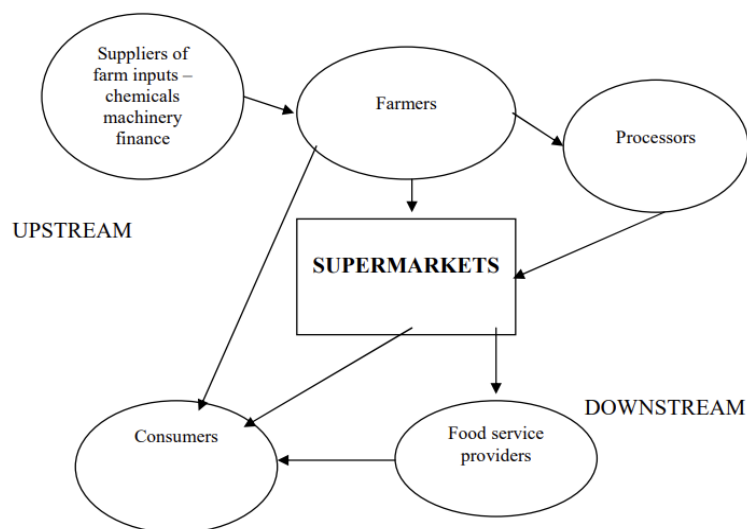 Suppliers of
farm inputs –
chemicals
machinery
finance
Farmers
Processors
UPSTREAM
SUPERMARKETS
DOWNSTREAM
Consumers
Food service
providers